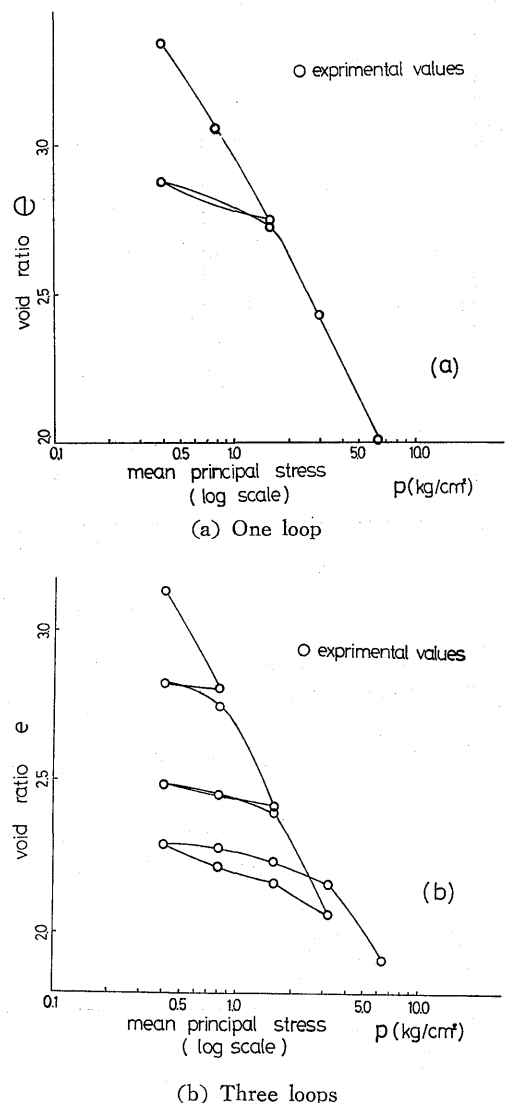 ○ exprimental values
3.0
2.5
2.0
void ratio e
(a)
0.1 0.5 1.0 5.0 10.0
mean principal stress p(kg/cm²)
(log scale)
(a) One loop
○ exprimental values
3.0
2.5
2.0
void ratio e
(b)
0.1 0.5 1.0 5.0 10.0
mean principal stress p(kg/cm²)
(log scale)
(b) Three loops